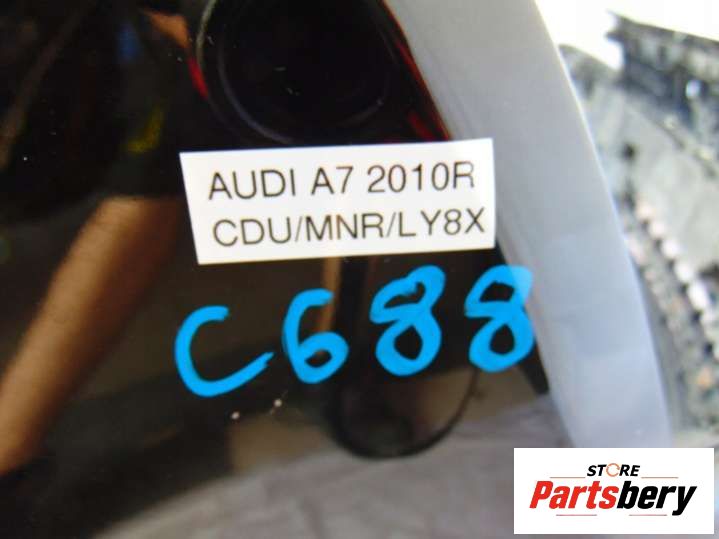 AUDI A7 2010R
CDU/MNR/LY8X
C688
STORE
Partsbery